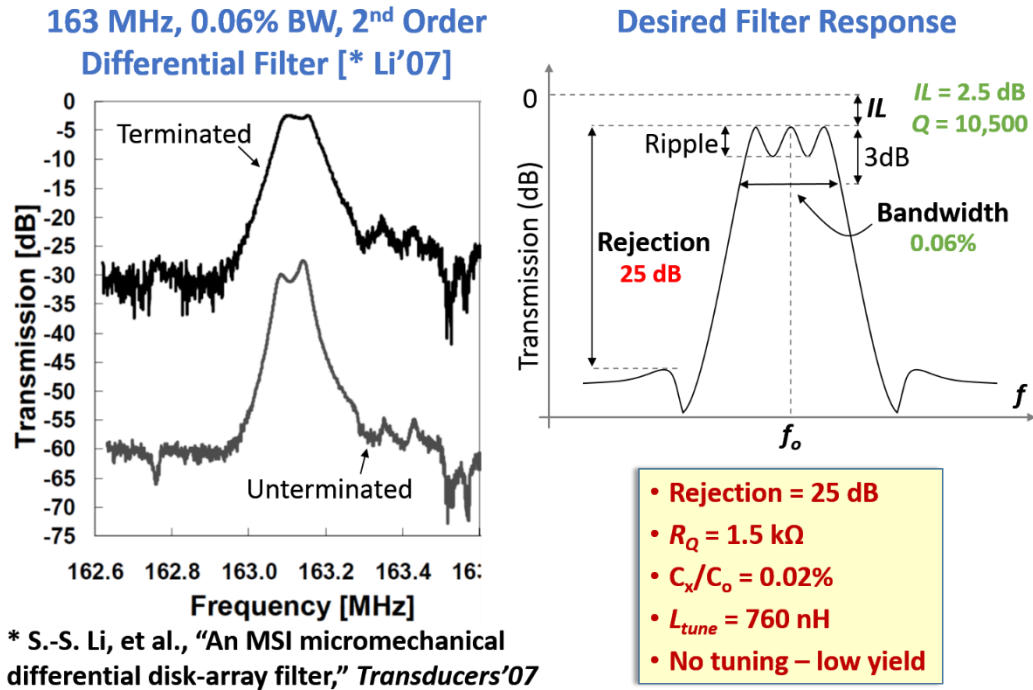 163 MHz, 0.06% BW, 2nd Order
Differential Filter [* Li'07]
0
-5
-10
-15
-20
-25
-30
-35
-40
-45
-50
-55
-60
-65
-70
-75
Transmission [dB]
Terminated
Unterminated
162.6 162.8 163.0 163.2 163.4 163
Frequency [MHz]
* S.-S. Li, et al., “An MSI micromechanical
differential disk-array filter,” Transducers'07
Desired Filter Response
0
IL
IL = 2.5 dB
Q = 10,500
Ripple
3dB
Transmission (dB)
Rejection
25 dB
Bandwidth
0.06%
f
fo
• Rejection = 25 dB
• RQ = 1.5 kΩ
• Cx/Co = 0.02%
• Ltune = 760 nH
• No tuning – low yield